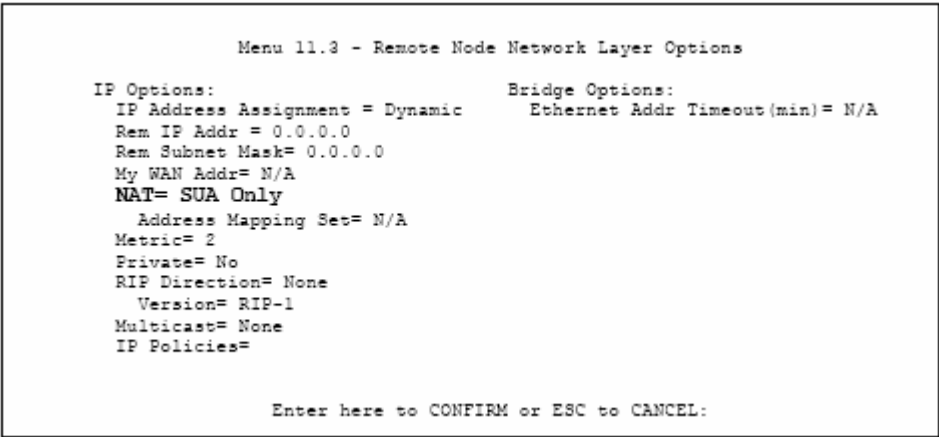 Menu 11.3 - Remote Node Network Layer Options
IP Options: Bridge Options:
IP Address Assignment = Dynamic Ethernet Addr Timeout(min)= N/A
Rem IP Addr = 0.0.0.0
Rem Subnet Mask= 0.0.0.0
My WAN Addr= N/A
NAT= SUA Only
Address Mapping Set= N/A
Metric= 2
Private= No
RIP Direction= None
Version= RIP-1
Multicast= None
IP Policies=
Enter here to CONFIRM or ESC to CANCEL: